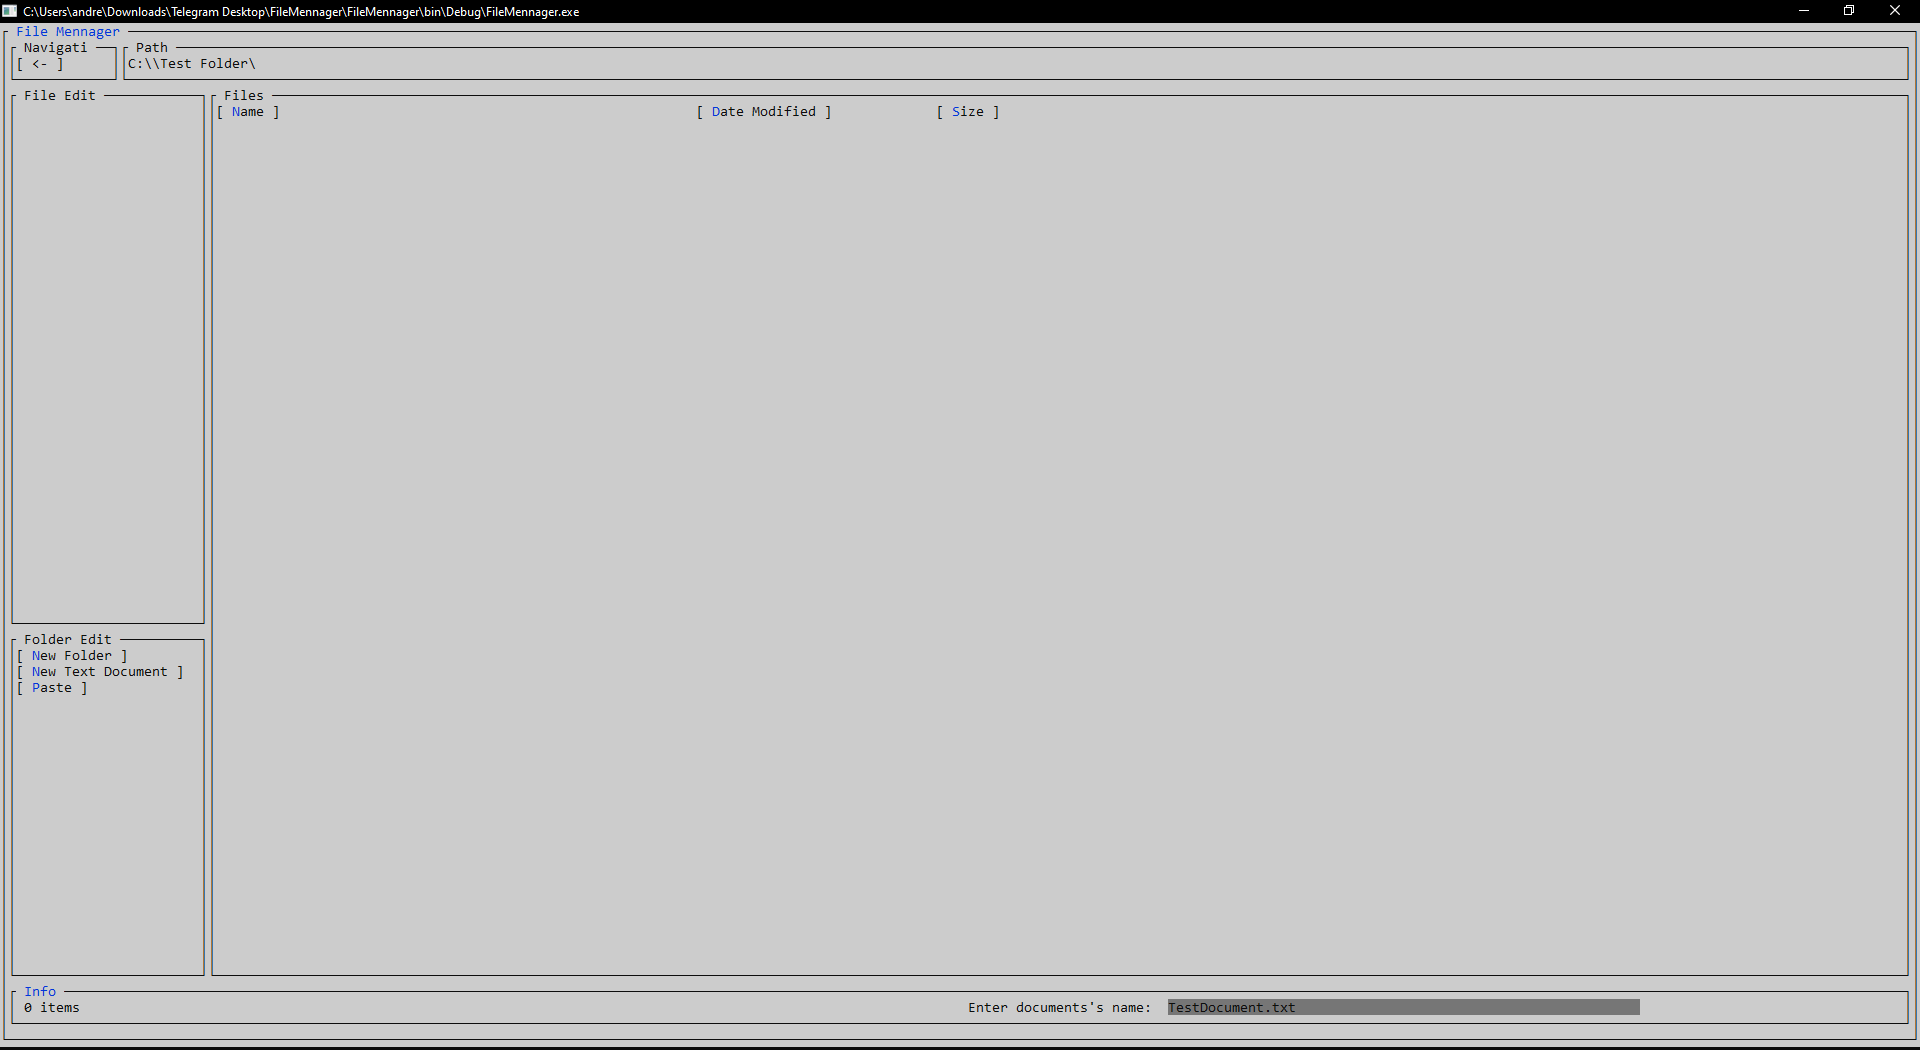 C:\Users\andre\Downloads\Telegram Desktop\FileMennager\FileMennager\bin\Debug\FileMennager.exe
File Mennager
Navigati Path
[ <- ] C:\\Test Folder\
File Edit Files
[ Name ] [ Date Modified ] [ Size ]
Folder Edit
[ New Folder ]
[ New Text Document ]
[ Paste ]
Info
0 items Enter documents's name: TestDocument.txt